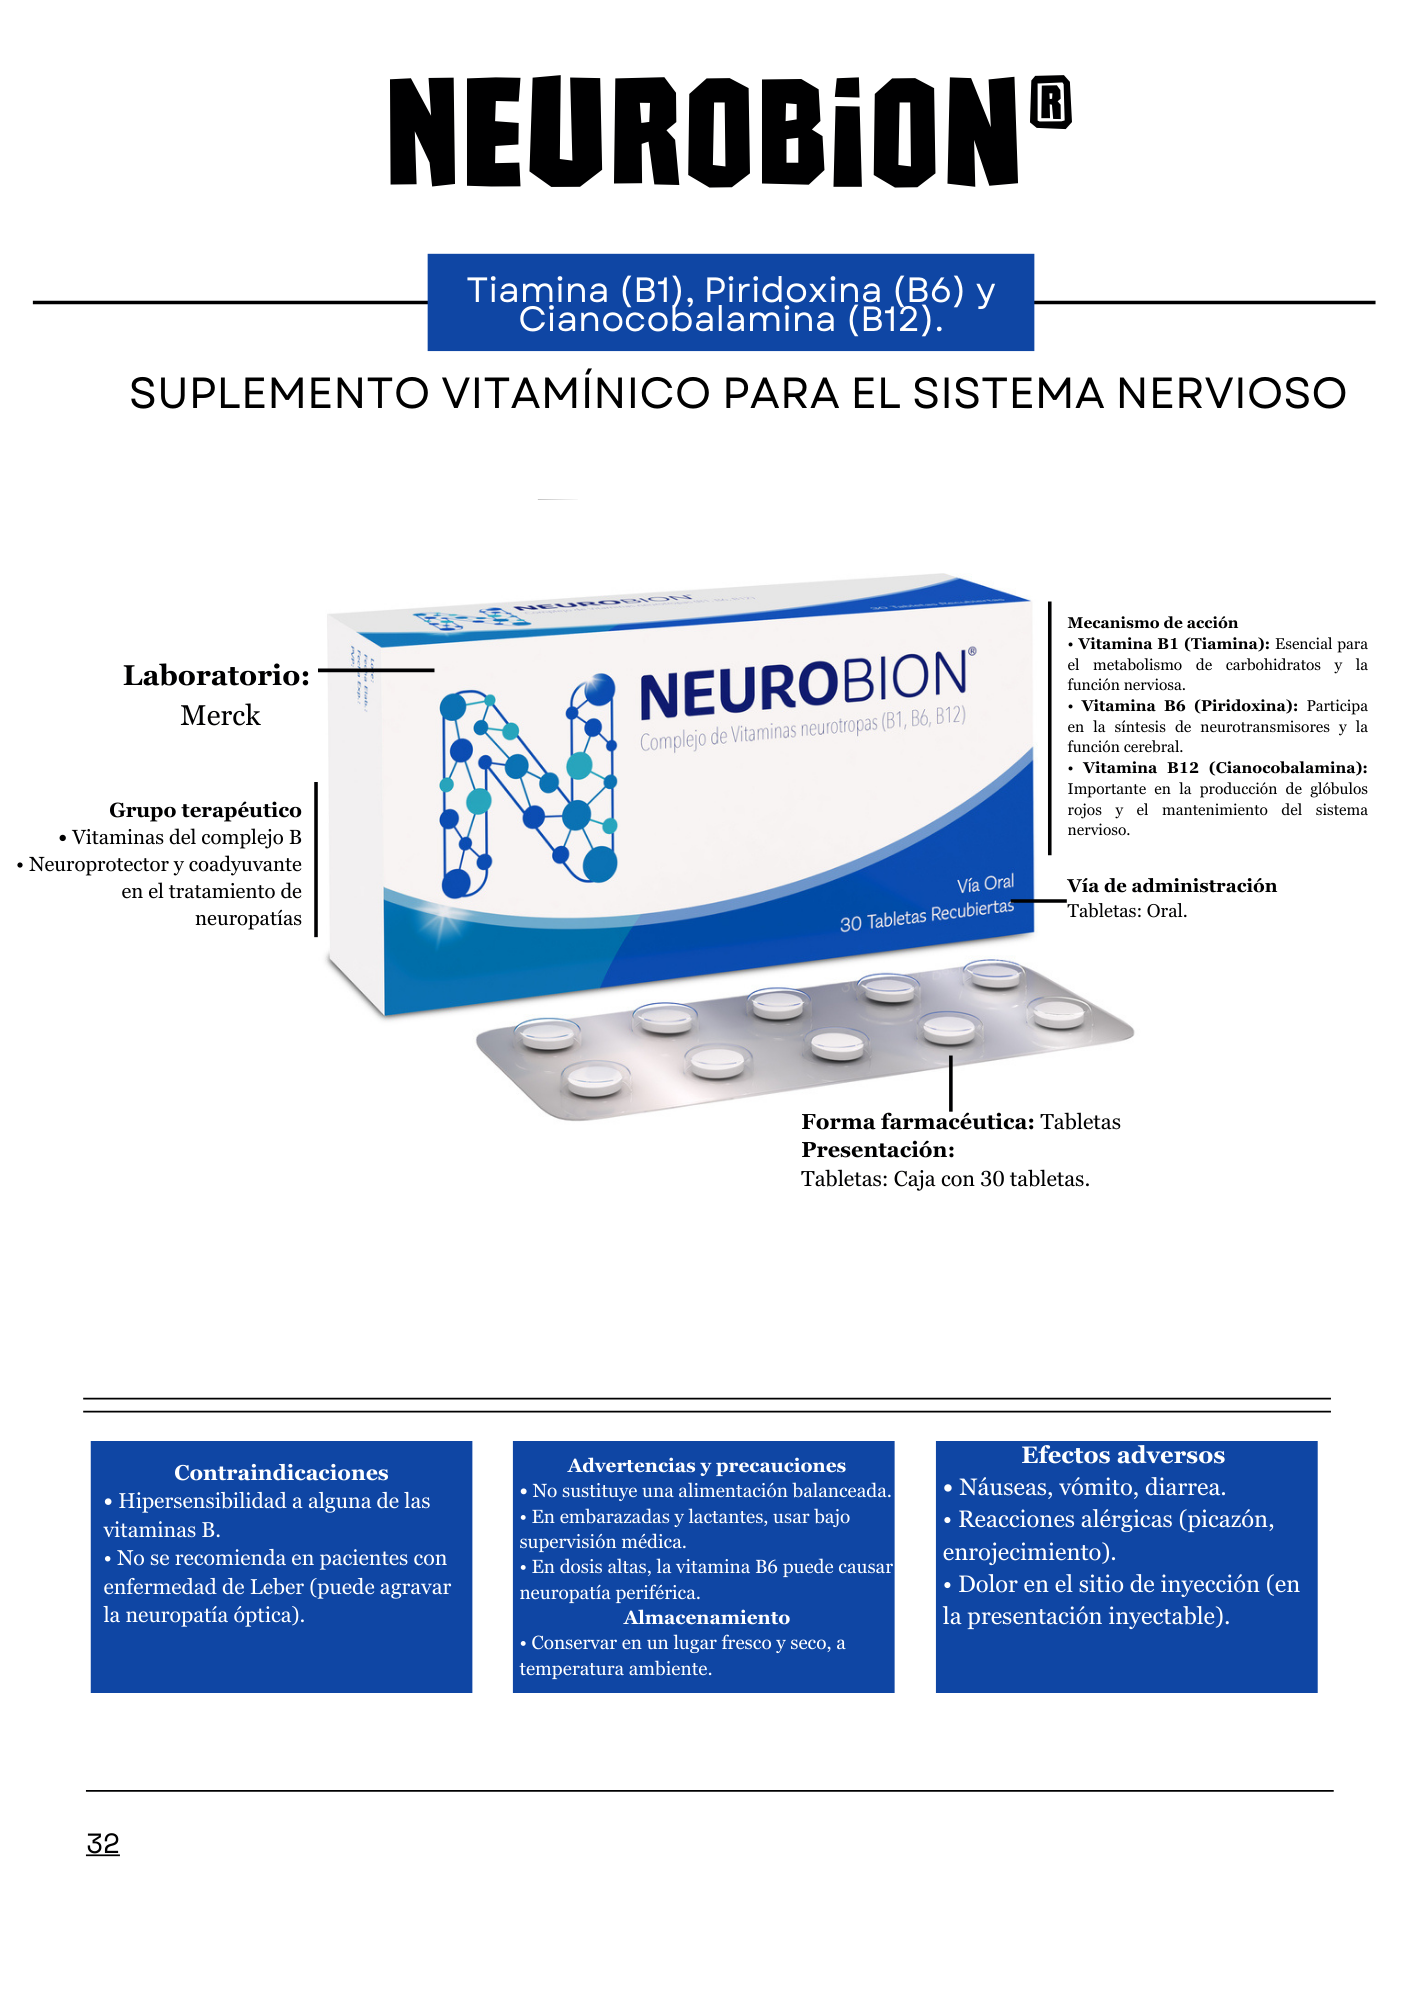 NEUROBiON®
Tiamina (B1), Piridoxina (B6) y
Cianocobalamina (B12).
SUPLEMENTO VITAMÍNICO PARA EL SISTEMA NERVIOSO
NEUROBION®
30 Tabletas Recubiertas
NEUROBION®
Complejo de Vitaminas neurotropas (B1, B6, B12)
Vía Oral
30 Tabletas Recubiertas
Laboratorio:
Merck
Grupo terapéutico
• Vitaminas del complejo B
• Neuroprotector y coadyuvante
en el tratamiento de
neuropatías
Mecanismo de acción
• Vitamina B1 (Tiamina): Esencial para
el metabolismo de carbohidratos y la
función nerviosa.
• Vitamina B6 (Piridoxina): Participa
en la síntesis de neurotransmisores y la
función cerebral.
• Vitamina B12 (Cianocobalamina):
Importante en la producción de glóbulos
rojos y el mantenimiento del sistema
nervioso.
Vía de administración
Tabletas: Oral.
Forma farmacéutica: Tabletas
Presentación:
Tabletas: Caja con 30 tabletas.
Contraindicaciones
• Hipersensibilidad a alguna de las
vitaminas B.
• No se recomienda en pacientes con
enfermedad de Leber (puede agravar
la neuropatía óptica).
Advertencias y precauciones
• No sustituye una alimentación balanceada.
• En embarazadas y lactantes, usar bajo
supervisión médica.
• En dosis altas, la vitamina B6 puede causar
neuropatía periférica.
Almacenamiento
• Conservar en un lugar fresco y seco, a
temperatura ambiente.
Efectos adversos
• Náuseas, vómito, diarrea.
• Reacciones alérgicas (picazón,
enrojecimiento).
• Dolor en el sitio de inyección (en
la presentación inyectable).
32